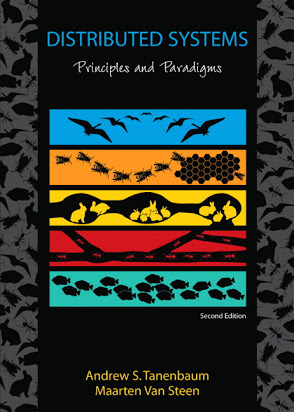 DISTRIBUTED SYSTEMS
Principles and Paradigms
Second Edition
Andrew S. Tanenbaum
Maarten Van Steen